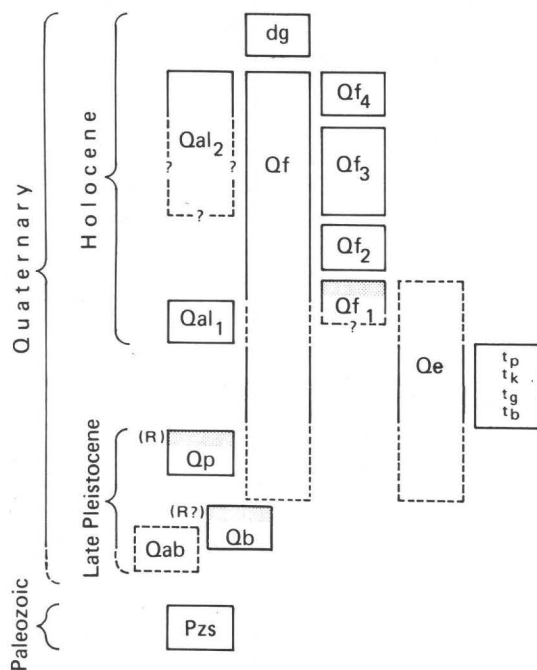 dg
Qf4
Qal2
?
?
?
Qf
Qf3
Qf2
Qal1
Qf1
?
Qe
tp
tk
tg
tb
(R)
Qp
(R?)
Qb
Qab
Pzs
Quaternary
Holocene
Late Pleistocene
Paleozoic